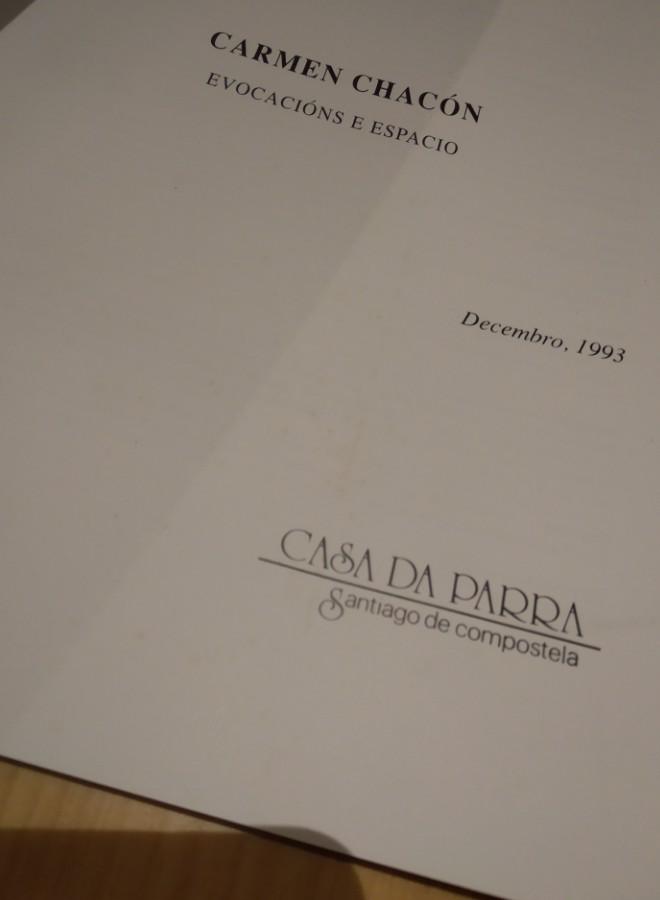 CARMEN CHACÓN
EVOCACIÓNS E ESPACIO
Decembro, 1993
CASA DA PARRA
Santiago de compostela